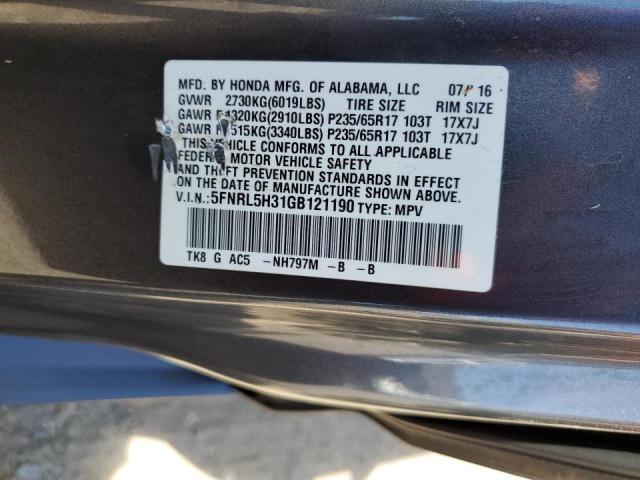 MFD. BY HONDA MFG. OF ALABAMA, LLC 07/16
GVWR 2730KG(6019LBS) TIRE SIZE RIM SIZE
GAWR 1320KG(2910LBS) P235/65R17 103T 17X7J
GAWR 1515KG(3340LBS) P235/65R17 103T 17X7J
THIS VEHICLE CONFORMS TO ALL APPLICABLE
FEDERAL MOTOR VEHICLE SAFETY
AND THEFT PREVENTION STANDARDS IN EFFECT
ON THE DATE OF MANUFACTURE SHOWN ABOVE.
V.I.N.: 5FNRL5H31GB121190 TYPE: MPV
TK8 G AC5 -NH797M -B -B